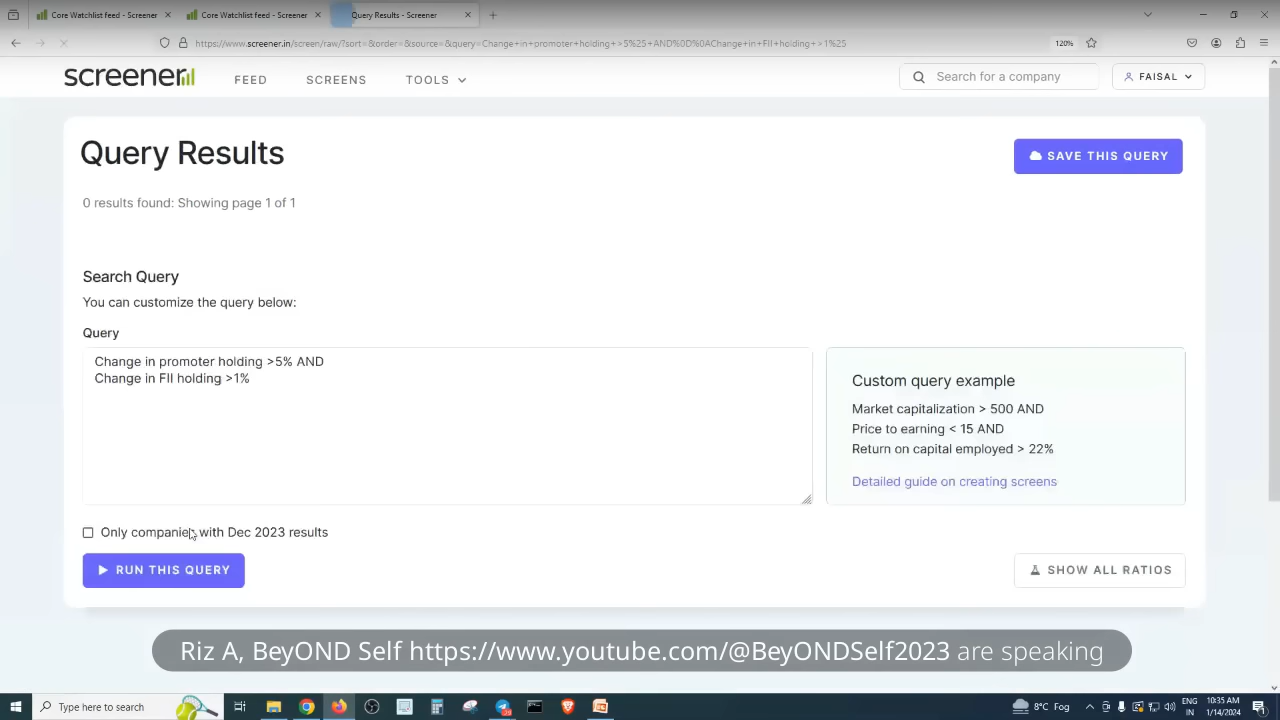 Core Watchlist - Screener
Core Watchlist - Screener
Query Results - Screener
https://www.screener.in/screen/raw/?sort=&order=&source=&query=Change+in+promoter+holding+>5%25+AND%0D%0AChange+in+FII+holding+>1%25
120%
screener
FEED
SCREENS
TOOLS
Search for a company
FAISAL
Query Results
SAVE THIS QUERY
0 results found: Showing page 1 of 1
Search Query
You can customize the query below:
Query
Change in promoter holding >5% AND
Change in FII holding >1%
Custom query example
Market capitalization > 500 AND
Price to earning < 15 AND
Return on capital employed > 22%
Detailed guide on creating screens
Only companies with Dec 2023 results
RUN THIS QUERY
SHOW ALL RATIOS
Riz A, BeyOND Self https://www.youtube.com/@BeyONDSelf2023 are speaking
Type here to search
8°C Fog
ENG
IN
10:35 AM
1/14/2024